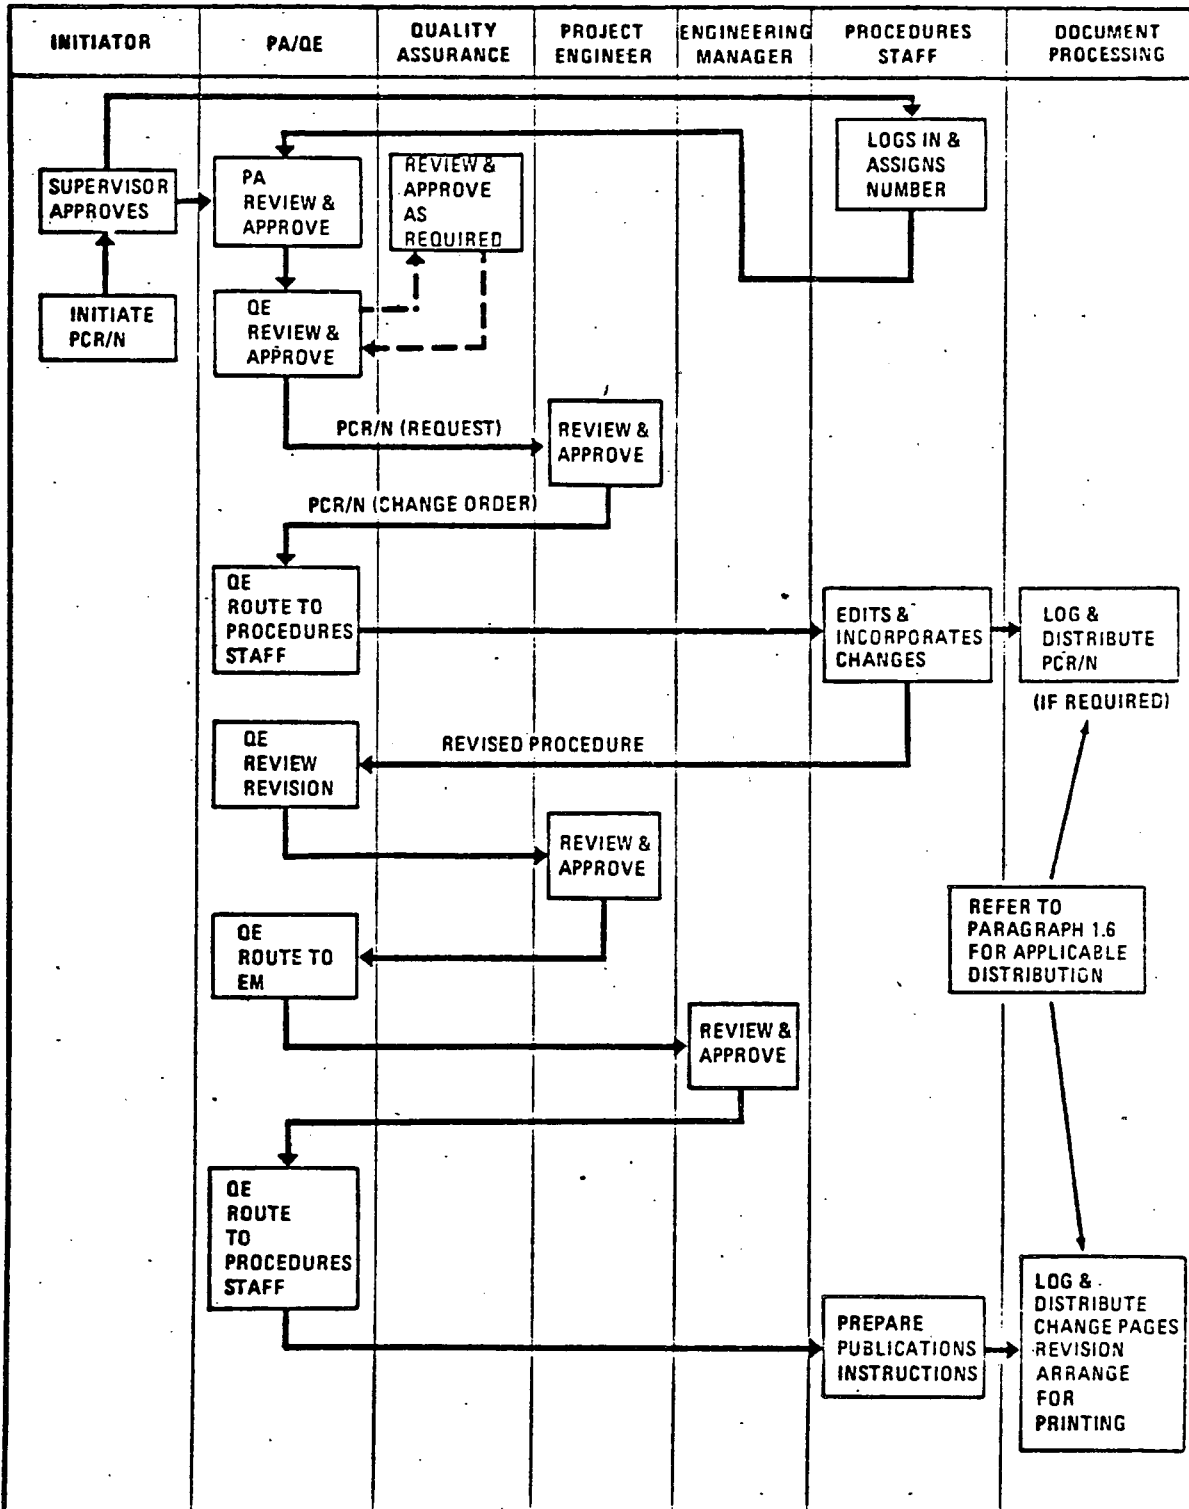 INITIATOR
PA/QE
QUALITY
ASSURANCE
PROJECT
ENGINEER
ENGINEERING
MANAGER
PROCEDURES
STAFF
DOCUMENT
PROCESSING
LOGS IN &
ASSIGNS
NUMBER
SUPERVISOR
APPROVES
PA
REVIEW &
APPROVE
REVIEW &
APPROVE
AS
REQUIRED
INITIATE
PCR/N
QE
REVIEW &
APPROVE
PCR/N (REQUEST)
REVIEW &
APPROVE
PCR/N (CHANGE ORDER)
QE
ROUTE TO
PROCEDURES
STAFF
EDITS &
INCORPORATES
CHANGES
LOG &
DISTRIBUTE
PCR/N
(IF REQUIRED)
QE
REVIEW
REVISION
REVISED PROCEDURE
REVIEW &
APPROVE
REFER TO
PARAGRAPH 1.6
FOR APPLICABLE
DISTRIBUTION
QE
ROUTE TO
EM
REVIEW &
APPROVE
QE
ROUTE
TO
PROCEDURES
STAFF
PREPARE
PUBLICATIONS
INSTRUCTIONS
LOG &
DISTRIBUTE
CHANGE PAGES
REVISION
ARRANGE
FOR
PRINTING